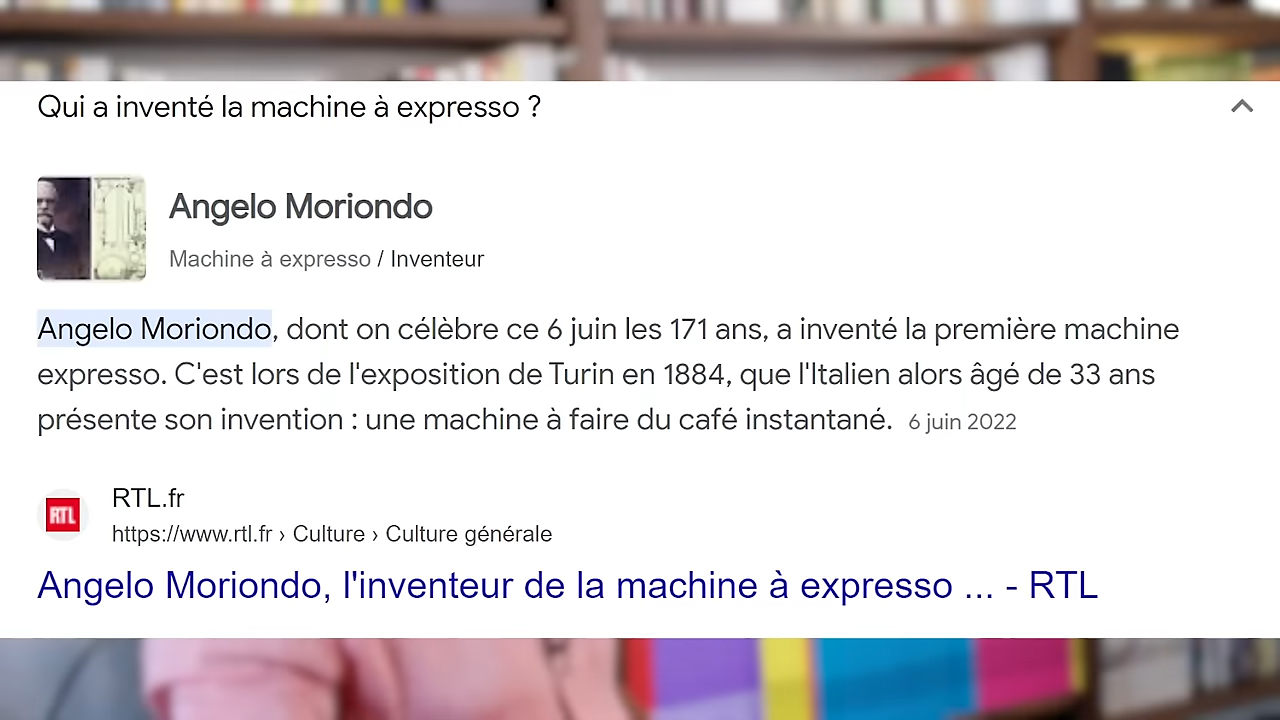 Qui a inventé la machine à expresso ?
Angelo Moriondo
Machine à expresso / Inventeur
Angelo Moriondo, dont on célèbre ce 6 juin les 171 ans, a inventé la première machine
expresso. C'est lors de l'exposition de Turin en 1884, que l'Italien alors âgé de 33 ans
présente son invention : une machine à faire du café instantané. 6 juin 2022
RTL
RTL.fr
https://www.rtl.fr › Culture › Culture générale
Angelo Moriondo, l'inventeur de la machine à expresso ... - RTL